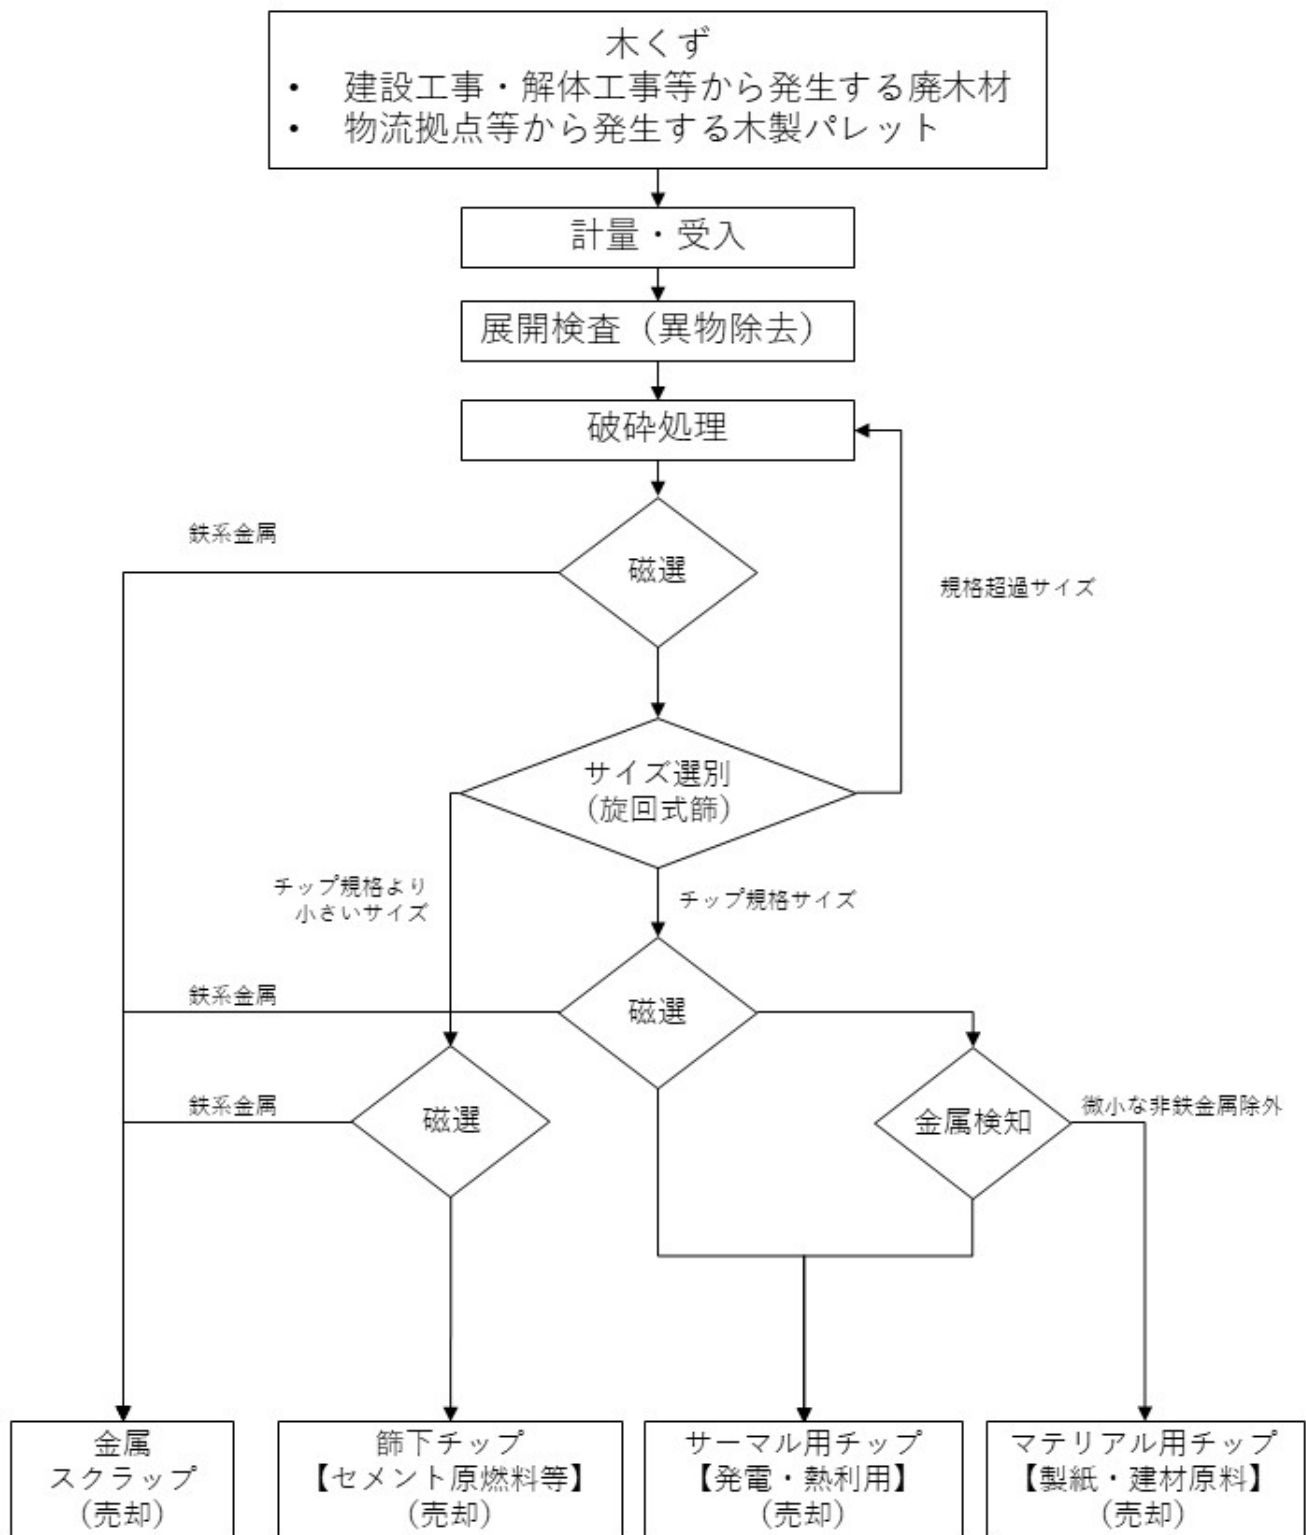 木くず
• 建設工事・解体工事等から発生する廃木材
• 物流拠点等から発生する木製パレット
計量・受入
展開検査（異物除去）
破砕処理
鉄系金属
磁選
規格超過サイズ
サイズ選別
（旋回式篩）
チップ規格より
小さいサイズ
チップ規格サイズ
鉄系金属
磁選
鉄系金属
磁選
金属検知
微小な非鉄金属除外
金属
スクラップ
（売却）
篩下チップ
【セメント原燃料等】
（売却）
サーマル用チップ
【発電・熱利用】
（売却）
マテリアル用チップ
【製紙・建材原料】
（売却）